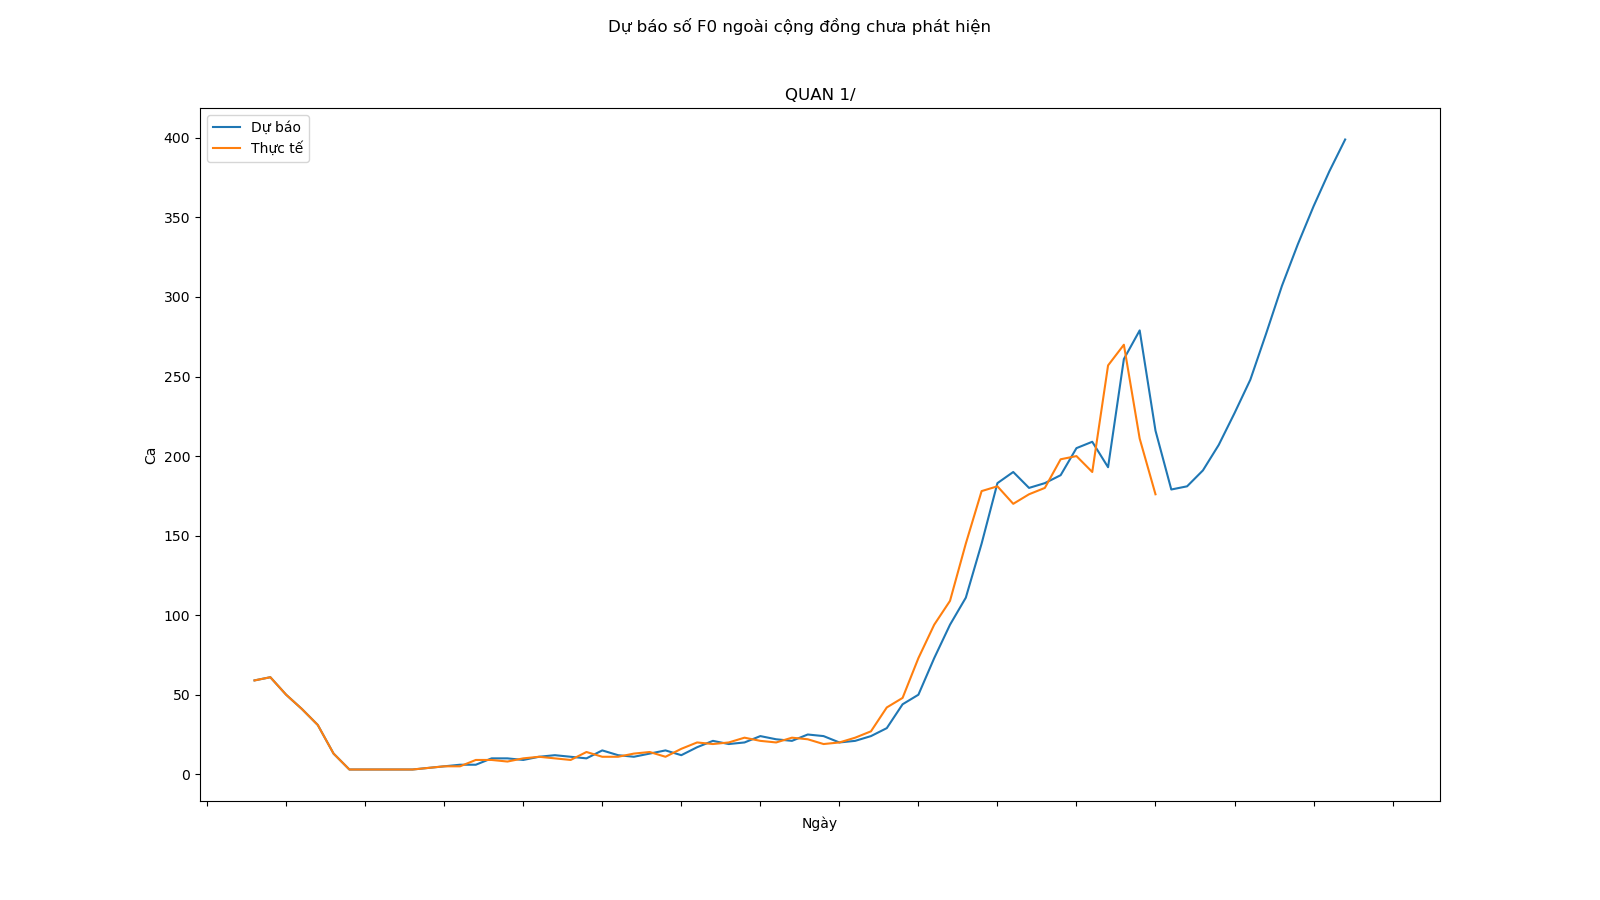 Dự báo số F0 ngoài cộng đồng chưa phát hiện
QUAN 1/
Dự báo
Thực tế
400
350
300
250
200
150
100
50
0
Ca
Ngày